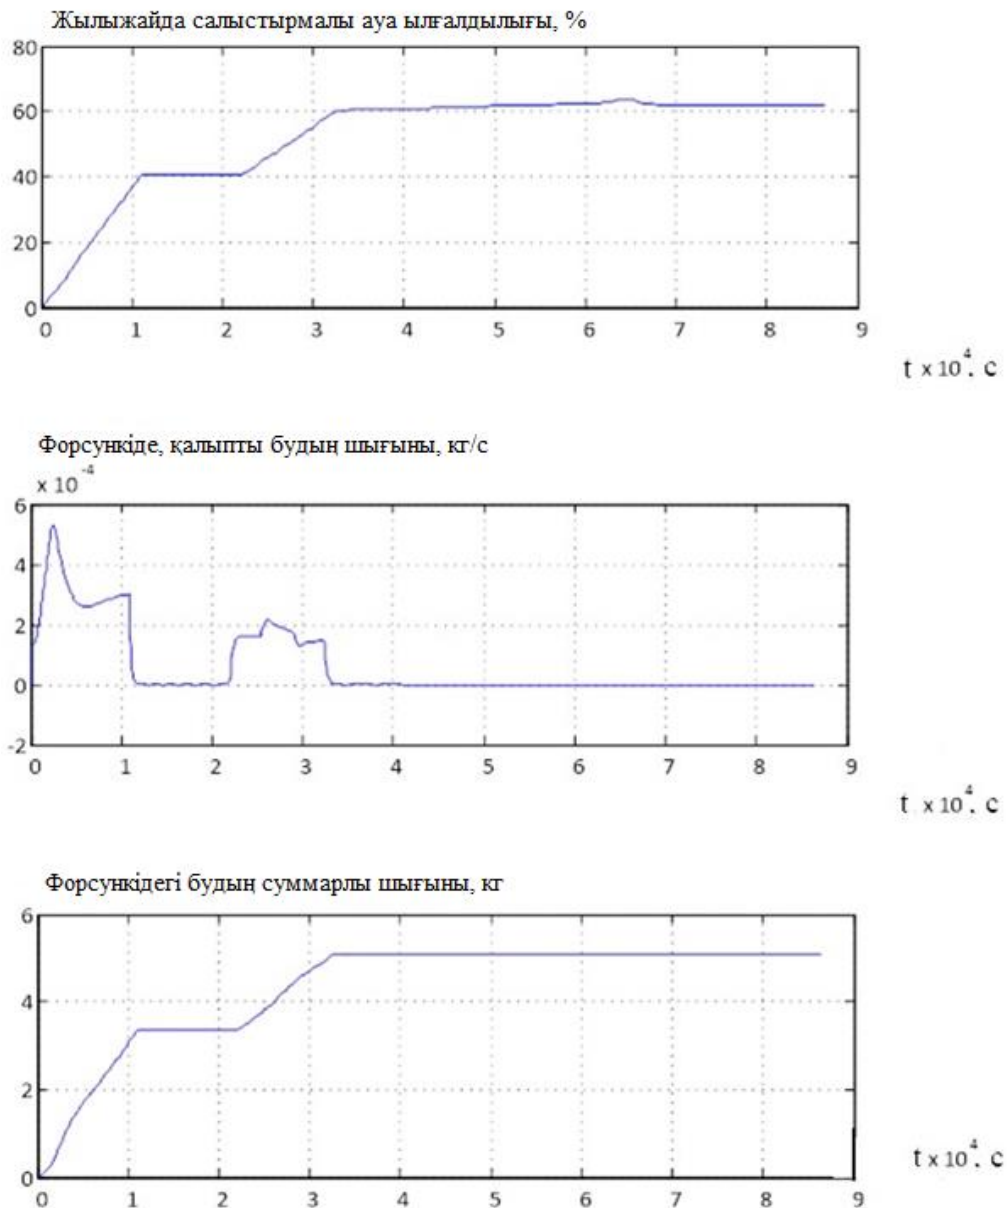 Жылыжайда салыстырмалы ауа ылғалдылығы, %
80
60
40
20
0
0 1 2 3 4 5 6 7 8 9
t x 10⁴. с
Форсункіде, қалыпты будың шығыны, кг/с
x 10⁻⁴
6
4
2
0
-2
0 1 2 3 4 5 6 7 8 9
t x 10⁴. с
Форсункідегі будың суммарлы шығыны, кг
6
4
2
0
0 1 2 3 4 5 6 7 8 9
t x 10⁴. с